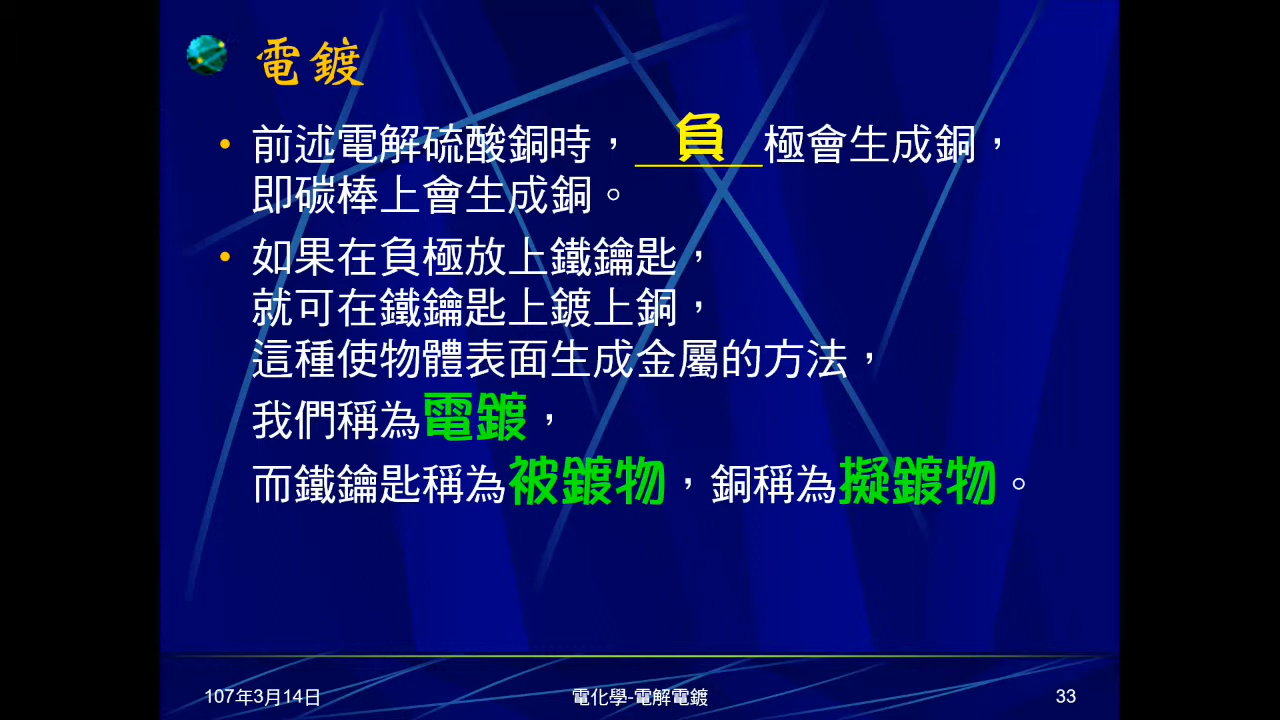 電鍍
• 前述電解硫酸銅時，＿負＿極會生成銅，
即碳棒上會生成銅。
• 如果在負極放上鐵鑰匙，
就可在鐵鑰匙上鍍上銅，
這種使物體表面生成金屬的方法，
我們稱為電鍍，
而鐵鑰匙稱為被鍍物，銅稱為擬鍍物。
107年3月14日
電化學-電解電鍍
33